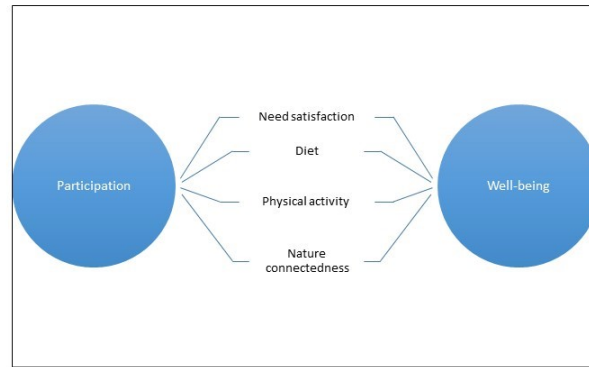 Need satisfaction
Diet
Participation
Well-being
Physical activity
Nature
connectedness